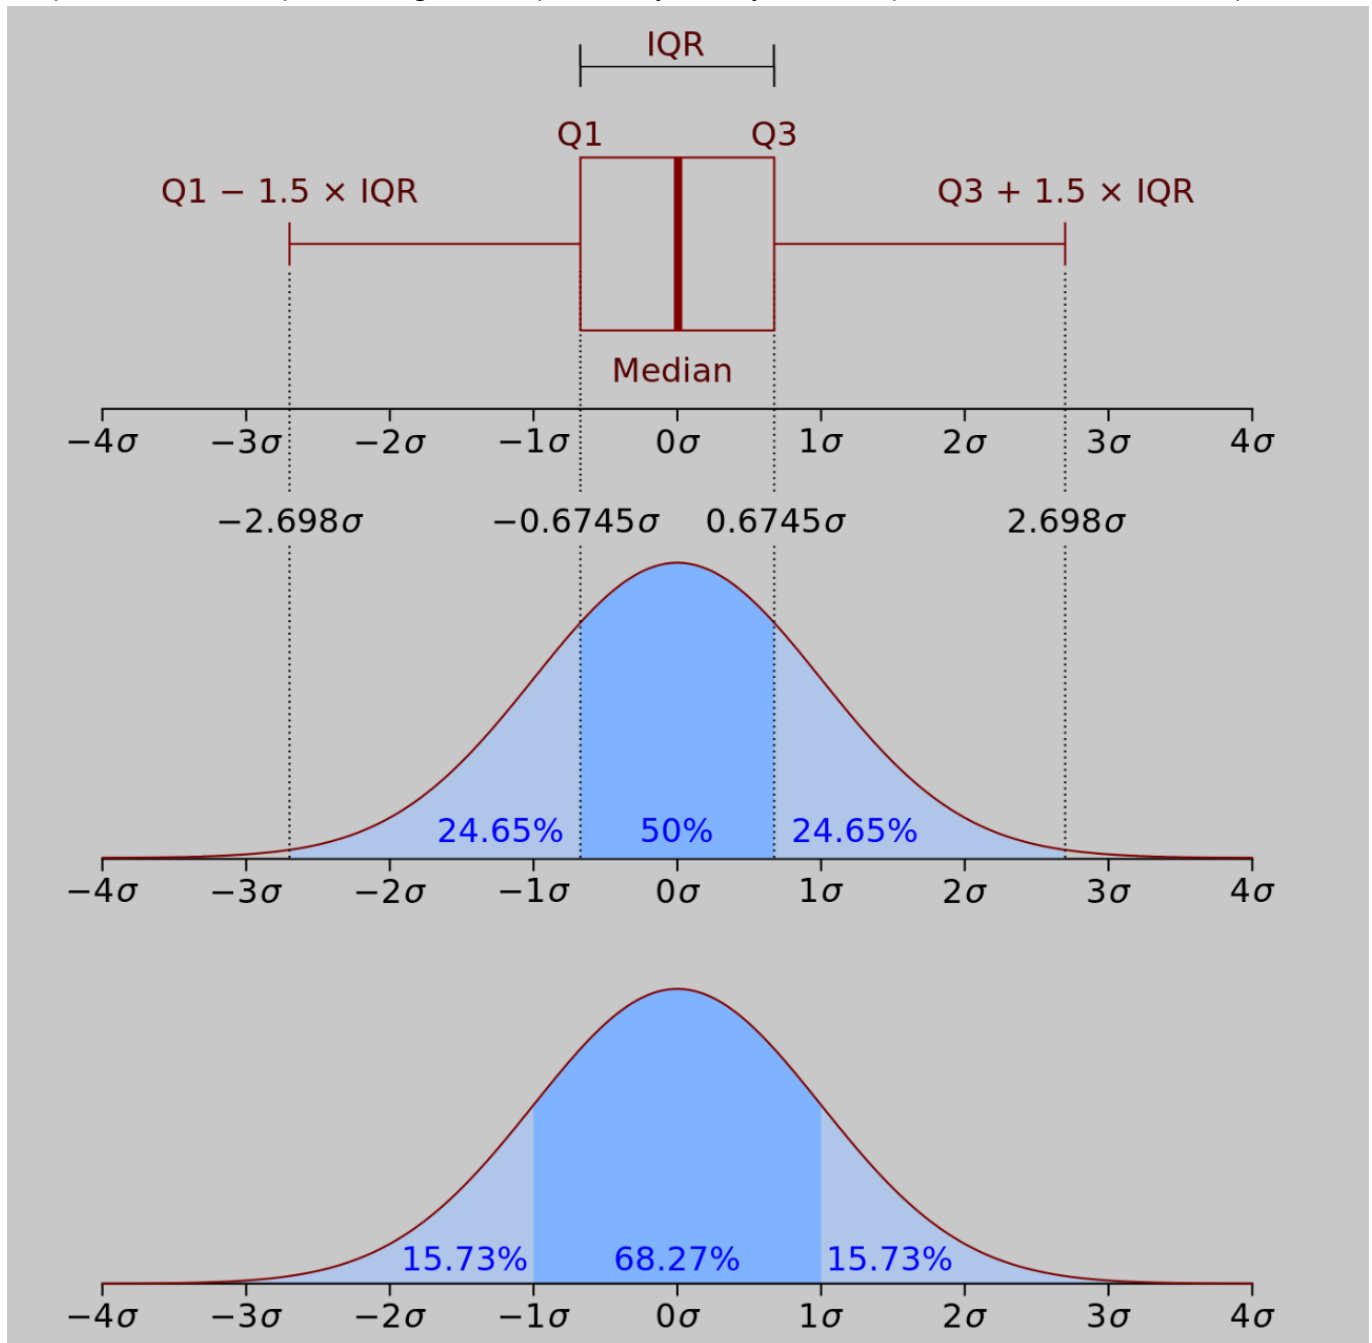 IQR
Q1 Q3
Q1 − 1.5 × IQR Q3 + 1.5 × IQR
Median
−4σ −3σ −2σ −1σ 0σ 1σ 2σ 3σ 4σ
−2.698σ −0.6745σ 0.6745σ 2.698σ
24.65% 50% 24.65%
−4σ −3σ −2σ −1σ 0σ 1σ 2σ 3σ 4σ
15.73% 68.27% 15.73%
−4σ −3σ −2σ −1σ 0σ 1σ 2σ 3σ 4σ